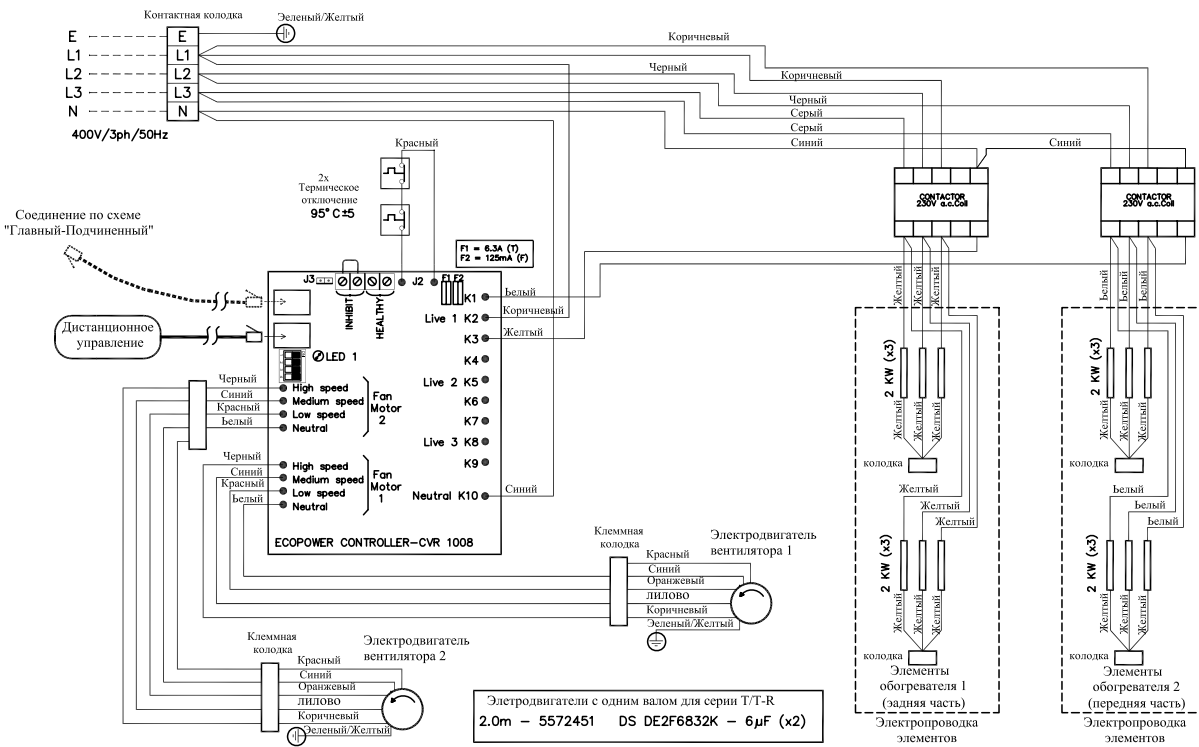 Контактная колодка
Зеленый/Желтый
E E
L1 L1
L2 L2
L3 L3
N N
400V/3ph/50Hz
Коричневый
Черный
Коричневый
Черный
Серый
Серый
Синий
Синий
Красный
2x
Термическое
отключение
95°C±5
CONTACTOR
230V a.c.Coil
CONTACTOR
230V a.c.Coil
Соединение по схеме
"Главный-Подчиненный"
Дистанционное
управление
F1 = 6.3A (T)
F2 = 125mA (F)
J3
J2
F1 F2
INHIBIT
HEALTHY
LED 1
K1
Live 1 K2
K3
K4
Live 2 K5
K6
K7
Live 3 K8
K9
Neutral K10
Белый
Коричневый
Желтый
Синий
Черный
Синий
Красный
Белый
High speed
Medium speed
Low speed
Neutral
Fan
Motor
2
Черный
Синий
Красный
Белый
High speed
Medium speed
Low speed
Neutral
Fan
Motor
1
ECOPOWER CONTROLLER-CVR 1008
Клеммная
колодка
Электродвигатель
вентилятора 1
Красный
Синий
Оранжевый
лилово
Коричневый
Зеленый/Желтый
Клеммная
колодка
Электродвигатель
вентилятора 2
Красный
Синий
Оранжевый
лилово
Коричневый
Зеленый/Желтый
Элетродвигатели с одним валом для серии T/T-R
2.0m - 5572451 DS DE2F6832K - 6µF (x2)
Желтый
Желтый
Желтый
2 KW (x3)
Желтый
Желтый
Желтый
колодка
Желтый
Желтый
Желтый
2 KW (x3)
Желтый
Желтый
Желтый
колодка
Элементы
обогревателя 1
(задняя часть)
Электропроводка
элементов
Белый
Белый
Белый
2 KW (x3)
Желтый
Желтый
Желтый
колодка
Белый
Белый
Белый
2 KW (x3)
Желтый
Желтый
Желтый
колодка
Элементы
обогревателя 2
(передняя часть)
Электропроводка
элементов